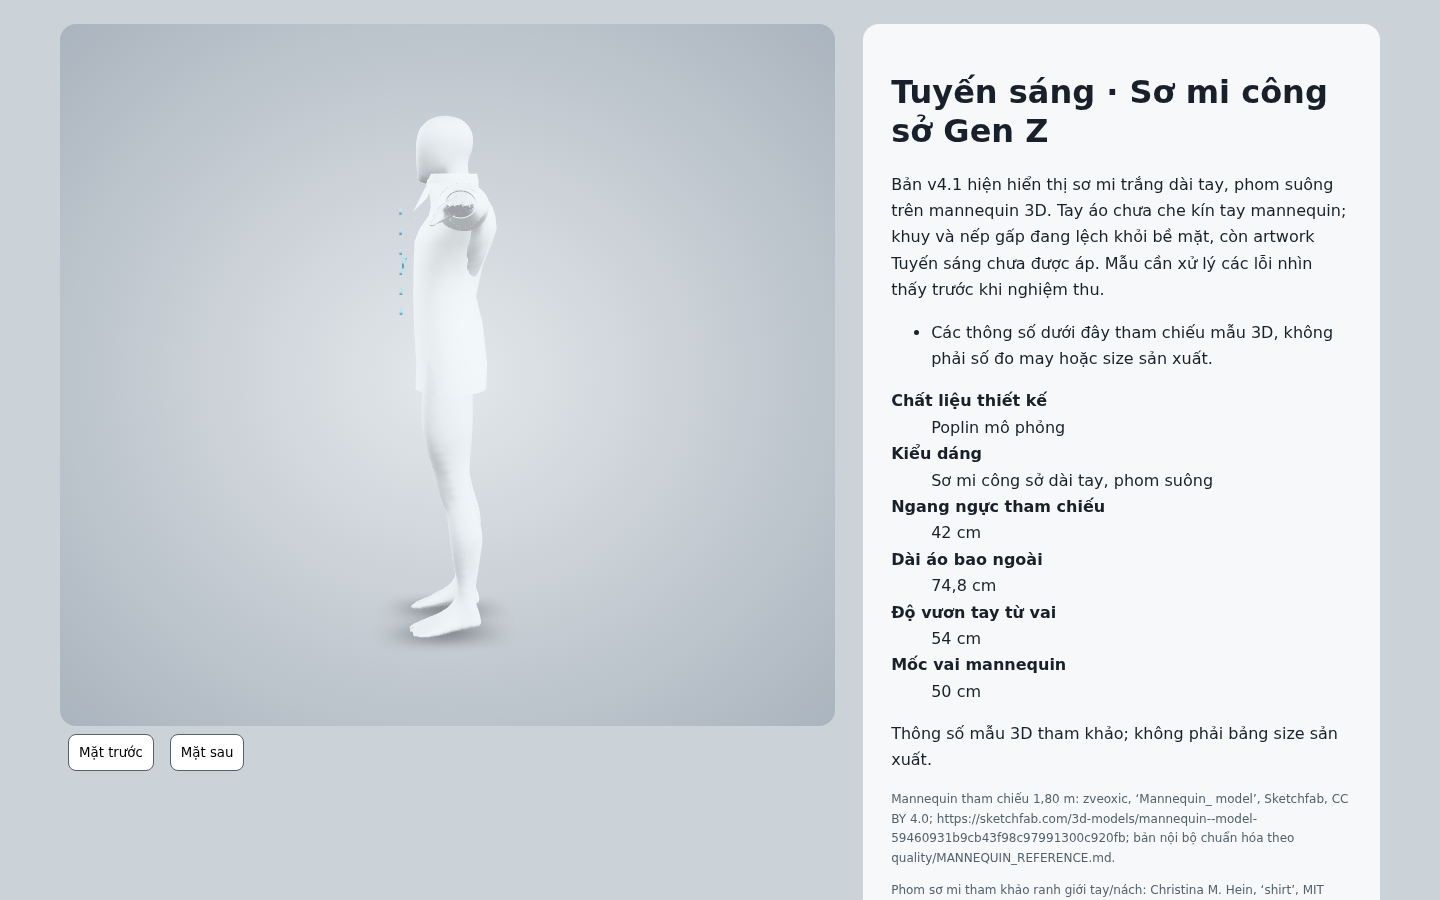 Tuyến sáng · Sơ mi công
sở Gen Z
Bản v4.1 hiện hiển thị sơ mi trắng dài tay, phom suông
trên mannequin 3D. Tay áo chưa che kín tay mannequin;
khuy và nếp gấp đang lệch khỏi bề mặt, còn artwork
Tuyến sáng chưa được áp. Mẫu cần xử lý các lỗi nhìn
thấy trước khi nghiệm thu.
• Các thông số dưới đây tham chiếu mẫu 3D, không
phải số đo may hoặc size sản xuất.
Chất liệu thiết kế
Poplin mô phỏng
Kiểu dáng
Sơ mi công sở dài tay, phom suông
Ngang ngực tham chiếu
42 cm
Dài áo bao ngoài
74,8 cm
Độ vươn tay từ vai
54 cm
Mốc vai mannequin
50 cm
Thông số mẫu 3D tham khảo; không phải bảng size sản
xuất.
Mannequin tham chiếu 1,80 m: zveoxic, ‘Mannequin_ model’, Sketchfab, CC
BY 4.0; https://sketchfab.com/3d-models/mannequin--model-
59460931b9cb43f98c97991300c920fb; bản nội bộ chuẩn hóa theo
quality/MANNEQUIN_REFERENCE.md.
Phom sơ mi tham khảo ranh giới tay/nách: Christina M. Hein, ‘shirt’, MIT
Mặt trước
Mặt sau